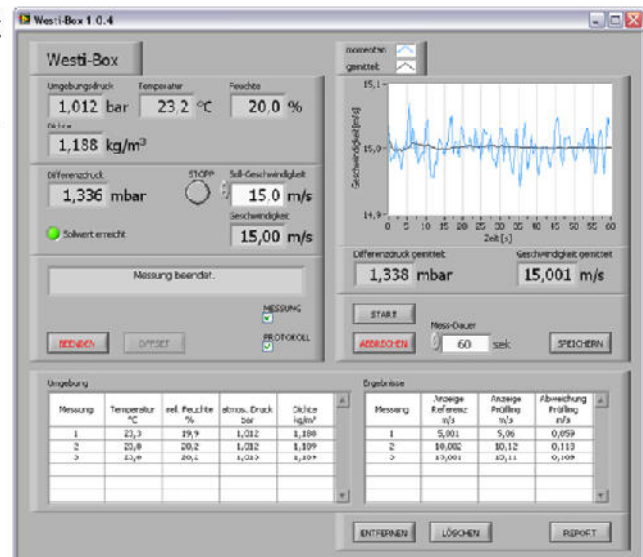 Westi-Box 1.0.4
Westi-Box
Umgebungsdruck Temperatur Feuchte
1,012 bar 23,2 °C 20,0 %
Dichte
1,188 kg/m³
Differenzdruck STOPP Soll-Geschwindigkeit
1,336 mbar 15,0 m/s
Geschwindigkeit
Sollwert erreicht 15,00 m/s
Messung beendet.
MESSUNG
PROTOKOLL
BEENDEN OFFSET
momentan
gemittelt
15,1
15,0
14,9
Geschwindigkeit [m/s]
0 5 10 15 20 25 30 35 40 45 50 55 60
Zeit [s]
Differenzdruck gemittelt Geschwindigkeit gemittelt
1,338 mbar 15,001 m/s
START
Mess-Dauer
ABBRECHEN 60 sek SPEICHERN
Umgebung
Messung Temperatur °C rel. Feuchte % atmos. Druck bar Dichte kg/m³
1 23,3 19,9 1,012 1,188
2 20,2 1,012 1,189
3
Ergebnisse
Messung Anzeige Referenz m/s Anzeige Prüfling m/s Abweichung Prüfling m/s
1 5,001 5,06 0,059
2 10,002 10,12 0,118
3
ENTFERNEN LÖSCHEN REPORT